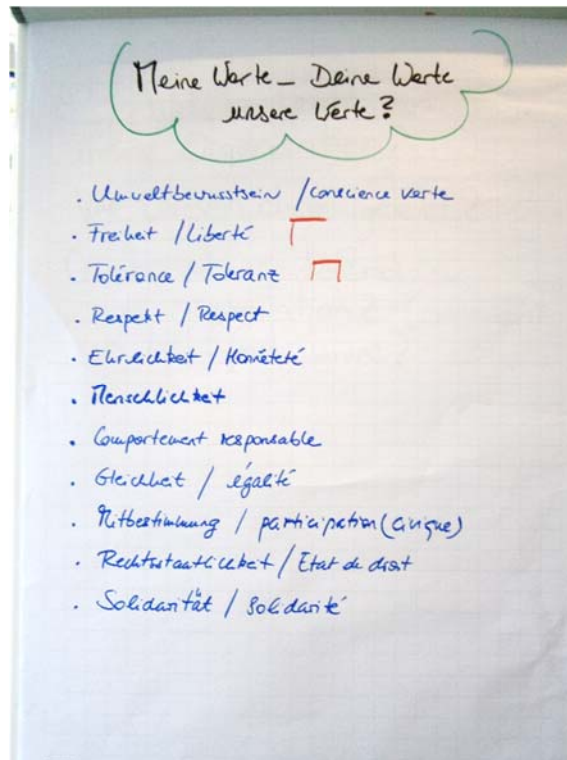 Meine Werte – Deine Werte
unsere Werte?
. Umweltbewusstsein / conscience verte
. Freiheit / Liberté
. Tolérance / Toleranz
. Respekt / Respect
. Ehrlichkeit / Honnêteté
. Menschlichkeit
. Comportement responsable
. Gleichheit / égalité
. Mitbestimmung / participation (civique)
. Rechtsstaatlichkeit / Etat de droit
. Solidarität / Solidarité